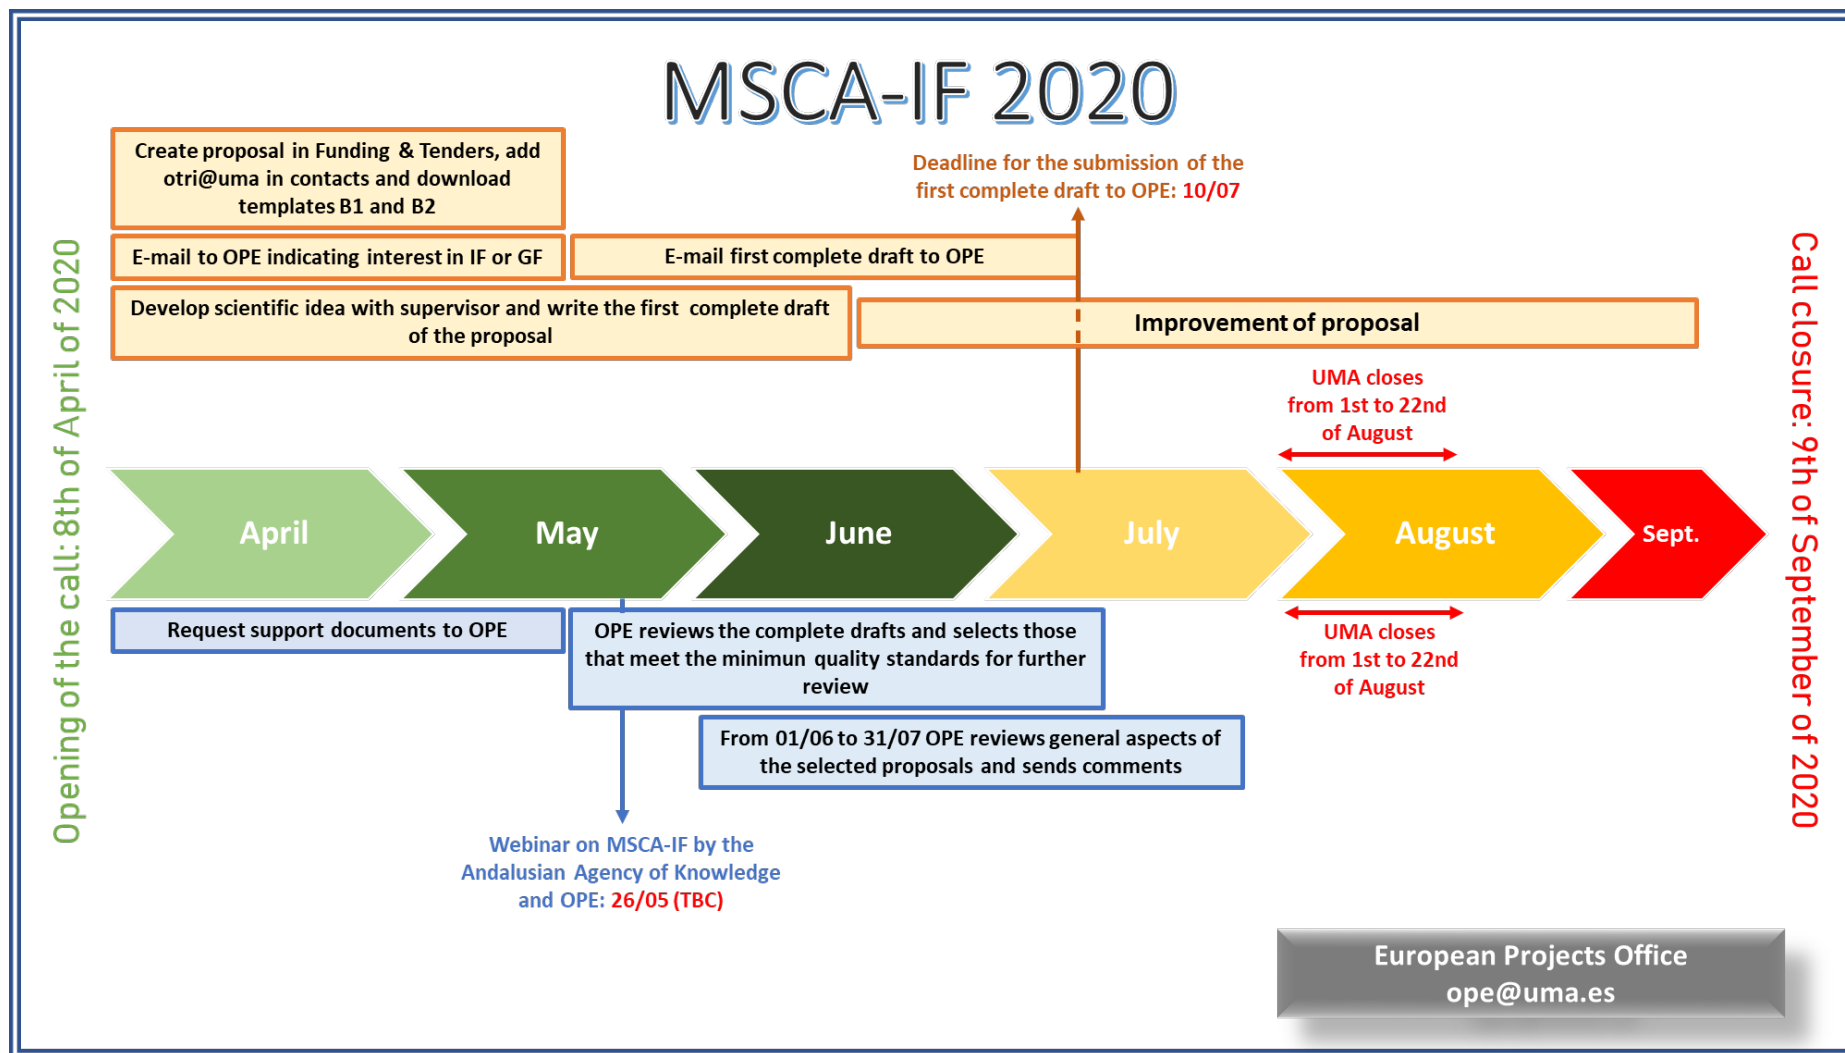 MSCA-IF 2020
Create proposal in Funding & Tenders, add
otri@uma in contacts and download
templates B1 and B2
Deadline for the submission of the
first complete draft to OPE: 10/07
E-mail to OPE indicating interest in IF or GF
E-mail first complete draft to OPE
Develop scientific idea with supervisor and write the first complete draft
of the proposal
Improvement of proposal
UMA closes
from 1st to 22nd
of August
Opening of the call: 8th of April of 2020
April
May
June
July
August
Sept.
Call closure: 9th of September of 2020
Request support documents to OPE
OPE reviews the complete drafts and selects those
that meet the minimun quality standards for further
review
UMA closes
from 1st to 22nd
of August
From 01/06 to 31/07 OPE reviews general aspects of
the selected proposals and sends comments
Webinar on MSCA-IF by the
Andalusian Agency of Knowledge
and OPE: 26/05 (TBC)
European Projects Office
ope@uma.es